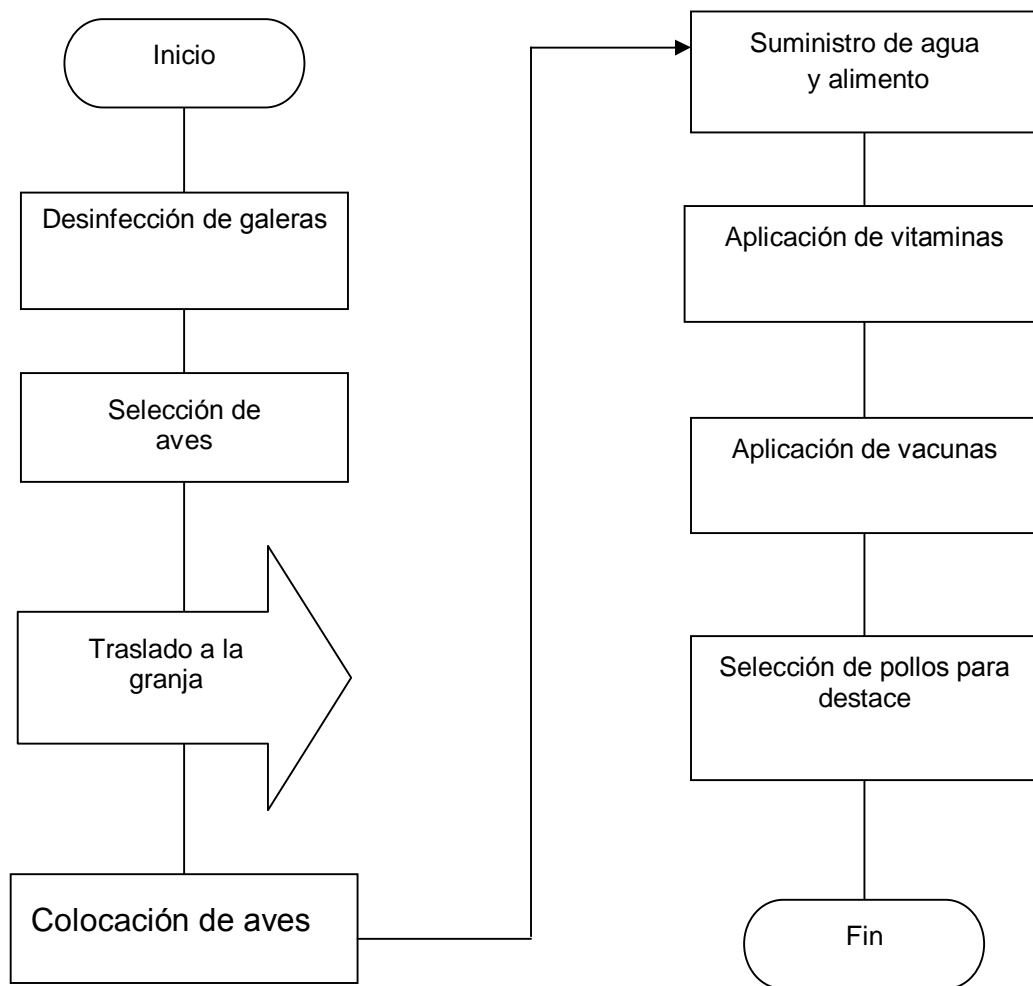 Inicio
Desinfección de galeras
Selección de
aves
Traslado a la
granja
Colocación de aves
Suministro de agua
y alimento
Aplicación de vitaminas
Aplicación de vacunas
Selección de pollos para
destace
Fin